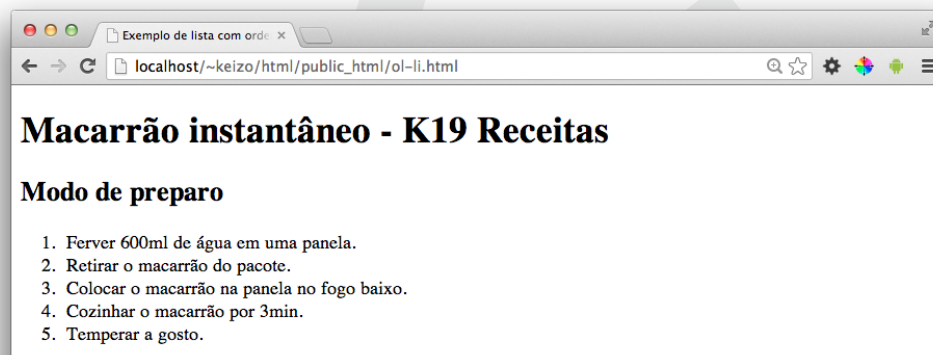 Exemplo de lista com orde
localhost/~keizo/html/public_html/ol-li.html
Macarrão instantâneo - K19 Receitas
Modo de preparo
1. Ferver 600ml de água em uma panela.
2. Retirar o macarrão do pacote.
3. Colocar o macarrão na panela no fogo baixo.
4. Cozinhar o macarrão por 3min.
5. Temperar a gosto.